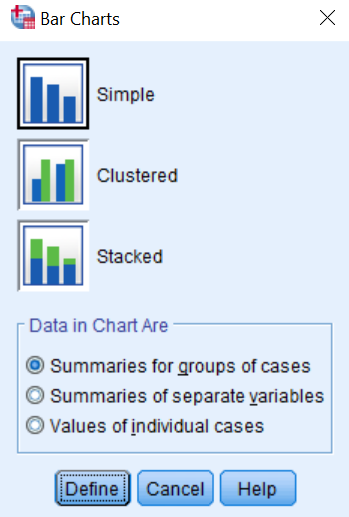 Bar Charts
Simple
Clustered
Stacked
Data in Chart Are
Summaries for groups of cases
Summaries of separate variables
Values of individual cases
Define Cancel Help